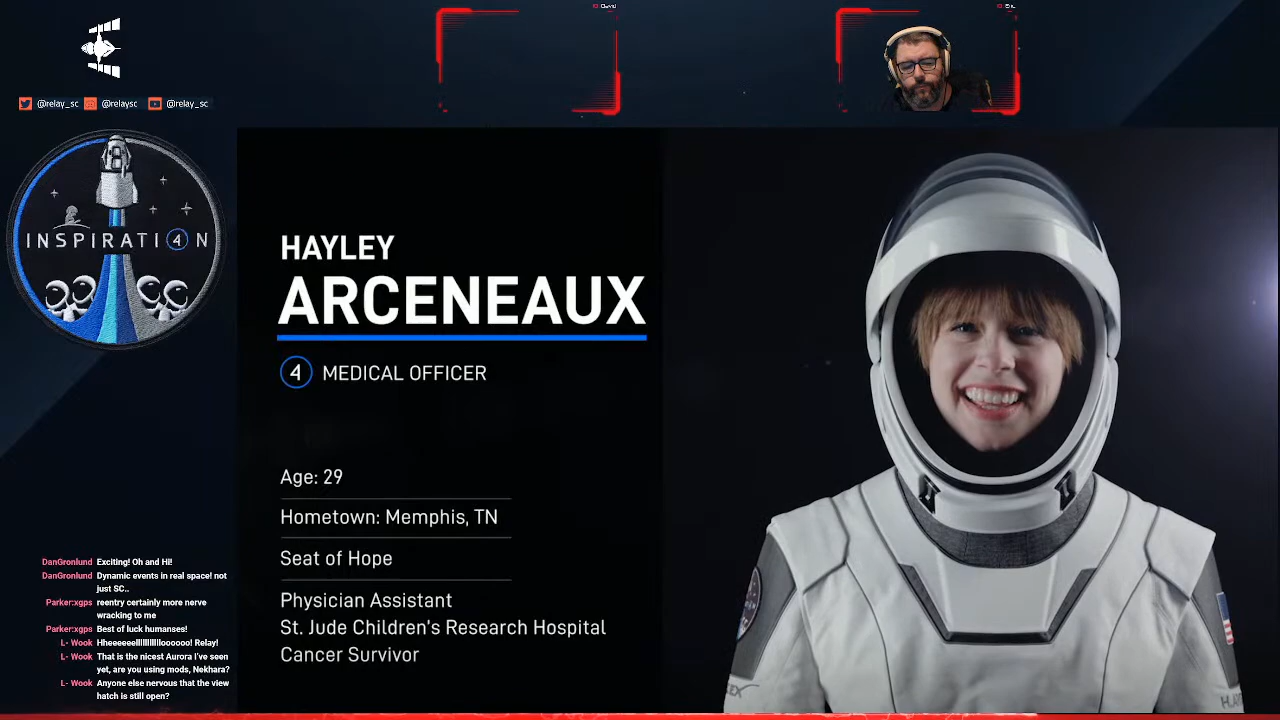 @relay_sc
@relaysc
@relay_sc
INSPIRATI4N
HAYLEY
ARCENEAUX
4 MEDICAL OFFICER
Age: 29
Hometown: Memphis, TN
Seat of Hope
Physician Assistant
St. Jude Children's Research Hospital
Cancer Survivor
DanGronlund Exciting! Oh and Hi!
DanGronlund Dynamic events in real space! not
just SC..
Parker:xgps reentry certainly more nerve
wracking to me
Parker:xgps Best of luck humanses!
L- Wook Hheeeeeellllllllllloooooo! Relay!
L- Wook That is the nicest Aurora I've seen
yet, are you using mods, Nekhara?
L- Wook Anyone else nervous that the view
hatch is still open?